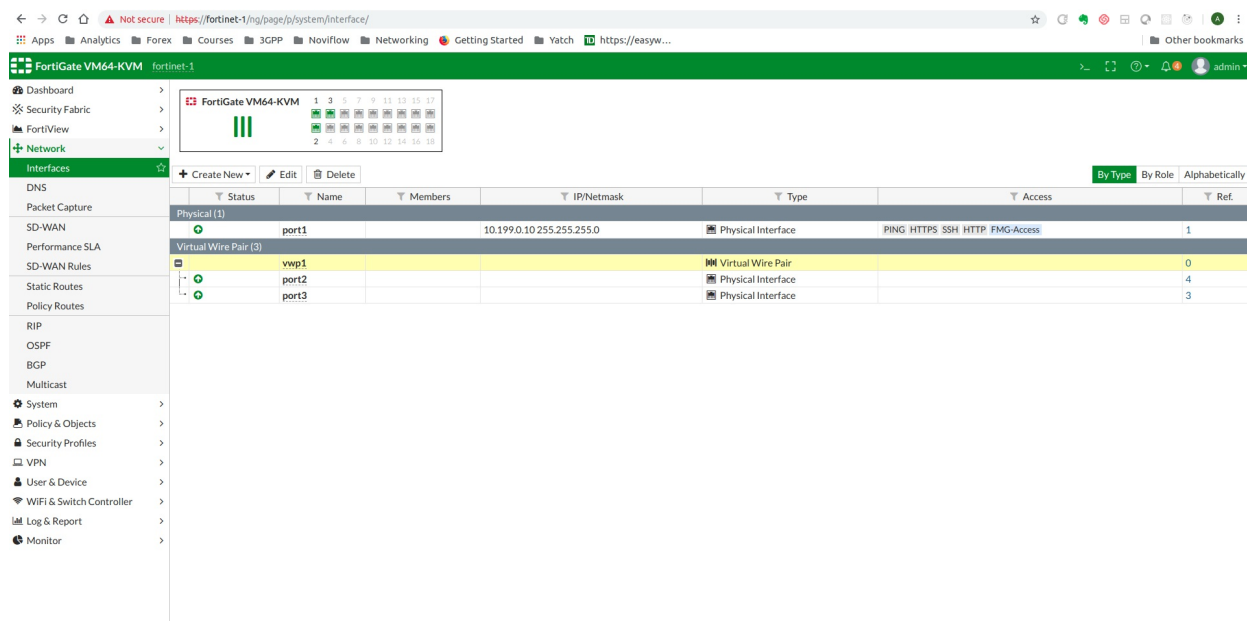 Not secure | https://fortinet-1/ng/page/p/system/interface/
Apps Analytics Forex Courses 3GPP Noviflow Networking Getting Started Yatch https://easyw... Other bookmarks
FortiGate VM64-KVM fortinet-1 admin
Dashboard
Security Fabric
FortiView
Network
Interfaces
DNS
Packet Capture
SD-WAN
Performance SLA
SD-WAN Rules
Static Routes
Policy Routes
RIP
OSPF
BGP
Multicast
System
Policy & Objects
Security Profiles
VPN
User & Device
WiFi & Switch Controller
Log & Report
Monitor
FortiGate VM64-KVM 1 3 5 7 9 11 13 15 17
2 4 6 8 10 12 14 16 18
+ Create New Edit Delete By Type By Role Alphabetically
Status Name Members IP/Netmask Type Access Ref.
Physical (1)
port1 10.199.0.10 255.255.255.0 Physical Interface PING HTTPS SSH HTTP FMG-Access 1
Virtual Wire Pair (3)
vwp1 Virtual Wire Pair 0
port2 Physical Interface 4
port3 Physical Interface 3